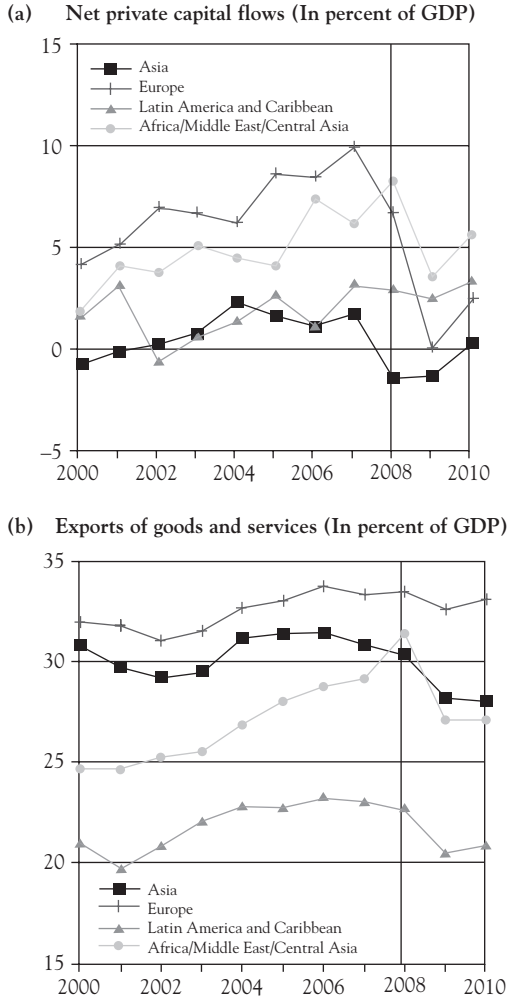 (a) Net private capital flows (In percent of GDP)
15
Asia
Europe
Latin America and Caribbean
Africa/Middle East/Central Asia
10
5
0
–5
2000 2002 2004 2006 2008 2010
(b) Exports of goods and services (In percent of GDP)
35
30
25
20
Asia
Europe
Latin America and Caribbean
Africa/Middle East/Central Asia
15
2000 2002 2004 2006 2008 2010